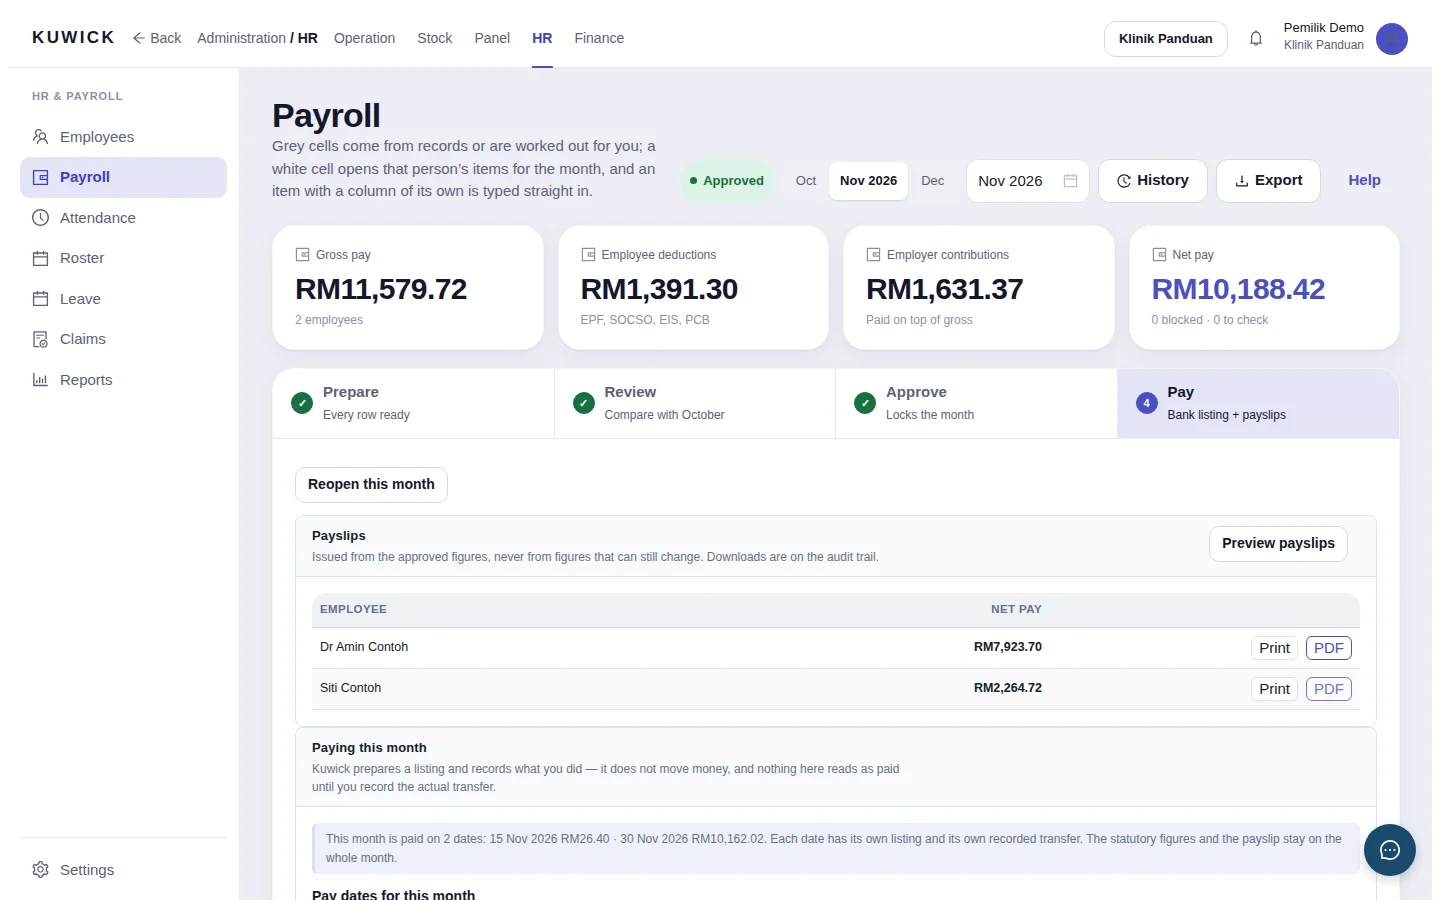 KUWICK
Back
Administration / HR
Operation
Stock
Panel
HR
Finance
Klinik Panduan
Pemilik Demo
Klinik Panduan
HR & PAYROLL
Employees
Payroll
Attendance
Roster
Leave
Claims
Reports
Settings
Payroll
Grey cells come from records or are worked out for you; a
white cell opens that person's items for the month, and an
item with a column of its own is typed straight in.
Approved
Oct
Nov 2026
Dec
Nov 2026
History
Export
Help
Gross pay
RM11,579.72
2 employees
Employee deductions
RM1,391.30
EPF, SOCSO, EIS, PCB
Employer contributions
RM1,631.37
Paid on top of gross
Net pay
RM10,188.42
0 blocked · 0 to check
✓
Prepare
Every row ready
✓
Review
Compare with October
✓
Approve
Locks the month
4
Pay
Bank listing + payslips
Reopen this month
Payslips
Issued from the approved figures, never from figures that can still change. Downloads are on the audit trail.
Preview payslips
EMPLOYEE NET PAY
Dr Amin Contoh RM7,923.70 Print PDF
Siti Contoh RM2,264.72 Print PDF
Paying this month
Kuwick prepares a listing and records what you did — it does not move money, and nothing here reads as paid
until you record the actual transfer.
This month is paid on 2 dates: 15 Nov 2026 RM26.40 · 30 Nov 2026 RM10,162.02. Each date has its own listing and its own recorded transfer. The statutory figures and the payslip stay on the
whole month.
Pay dates for this month